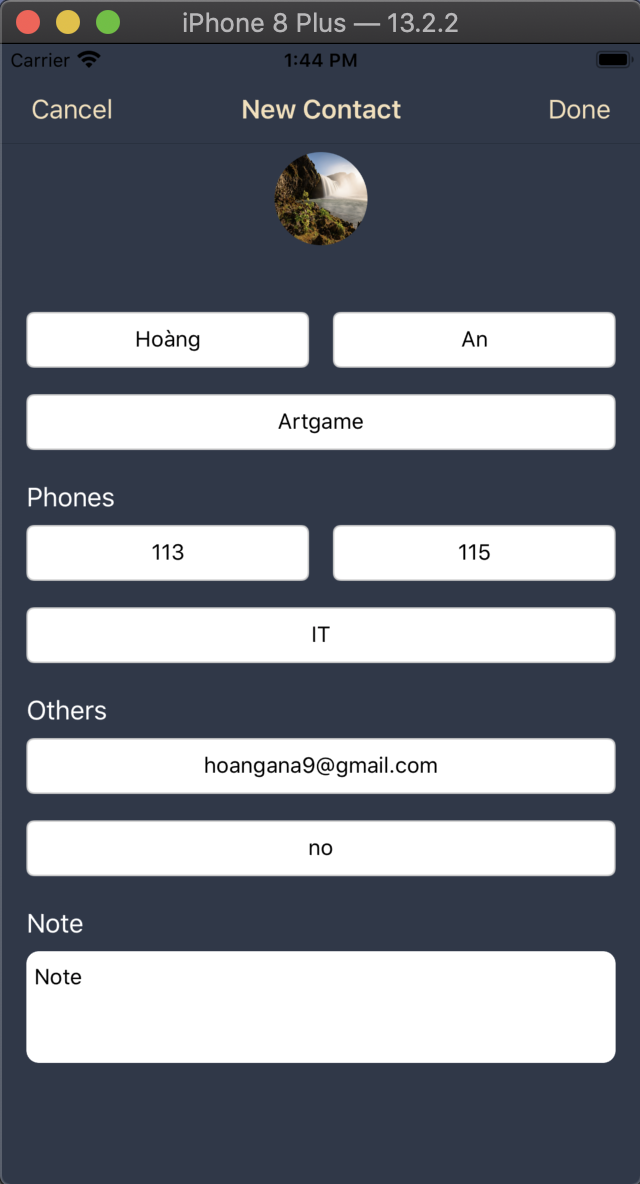 iPhone 8 Plus — 13.2.2
Carrier 1:44 PM
Cancel New Contact Done
Hoàng An
Artgame
Phones
113 115
IT
Others
hoangana9@gmail.com
no
Note
Note